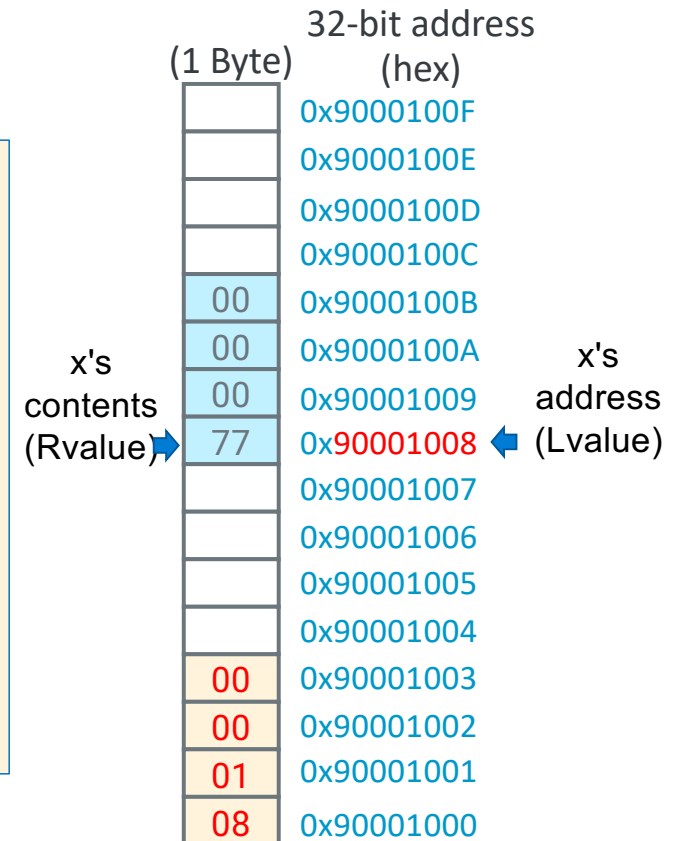 32-bit address
(1 Byte) (hex)
0x9000100F
0x9000100E
0x9000100D
0x9000100C
00 0x9000100B
00 0x9000100A
00 0x90001009
77 0x90001008
x's
contents
(Rvalue)
x's
address
(Lvalue)
0x90001007
0x90001006
0x90001005
0x90001004
00 0x90001003
00 0x90001002
01 0x90001001
08 0x90001000